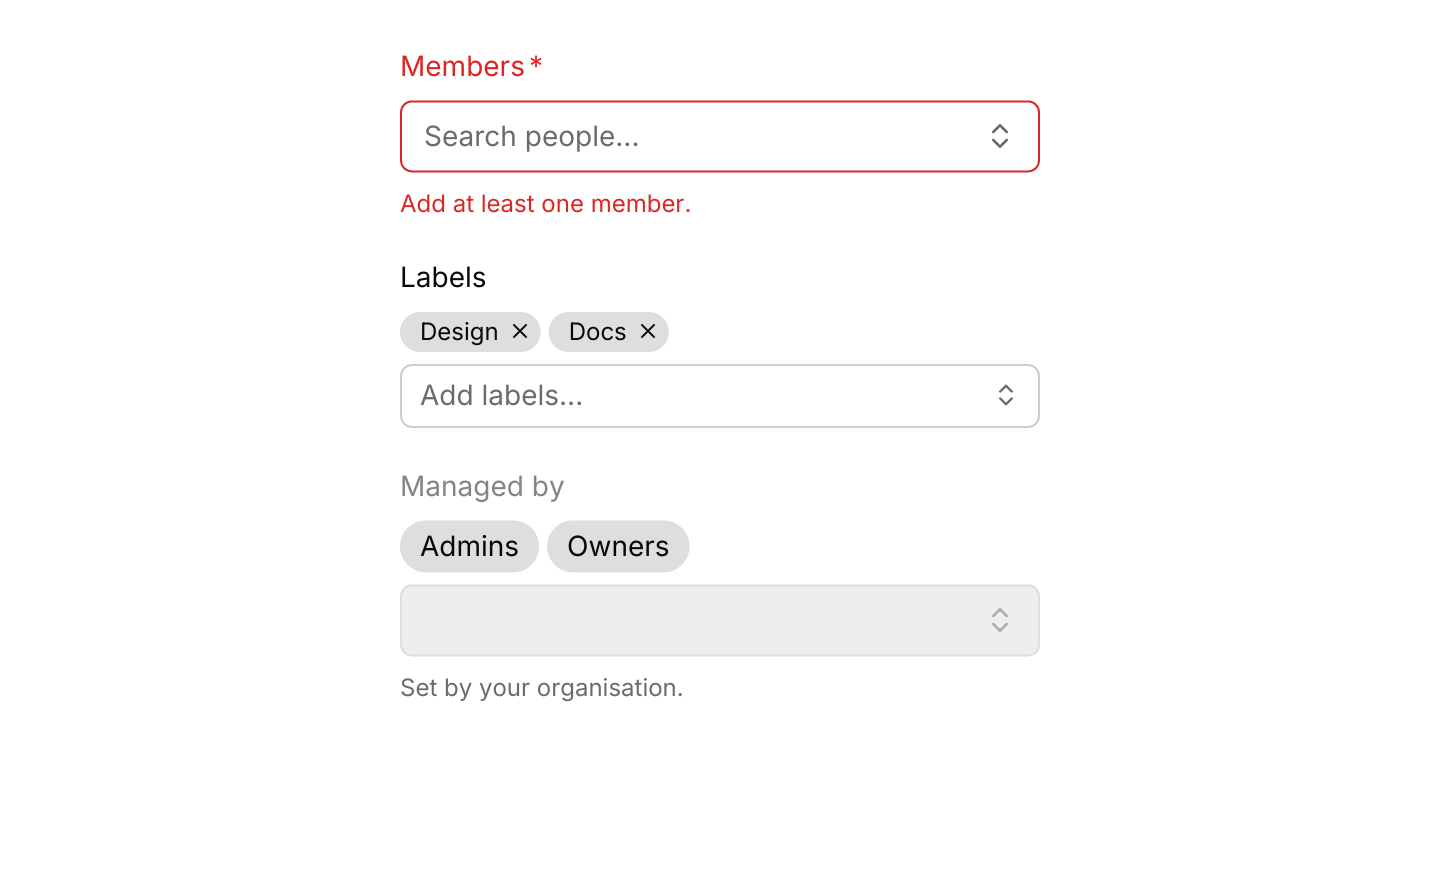 Members *
Search people...
Add at least one member.
Labels
Design Docs
Add labels...
Managed by
Admins Owners
Set by your organisation.